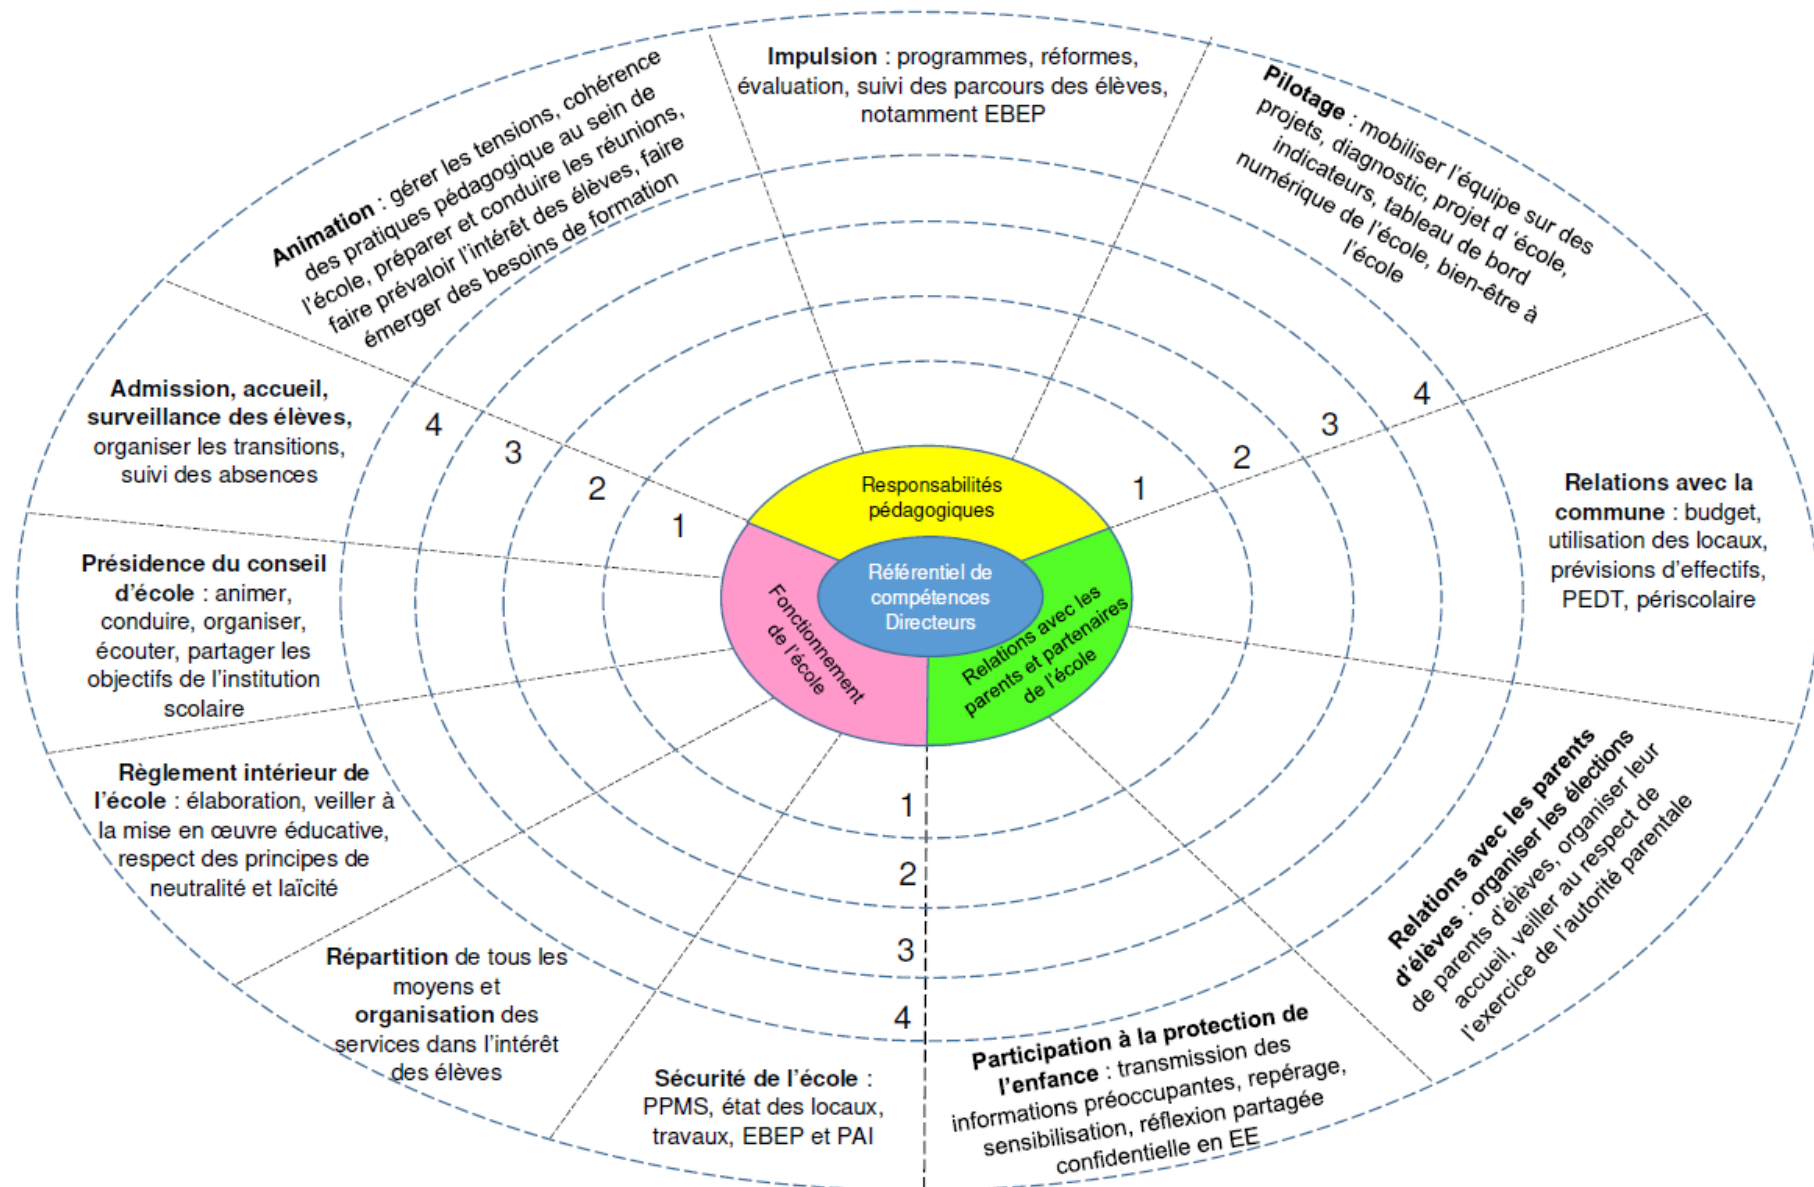 Impulsion : programmes, réformes,
évaluation, suivi des parcours des élèves,
notamment EBEP
Pilotage : mobiliser l'équipe sur des
projets, diagnostic, projet d 'école,
indicateurs, tableau de bord
numérique de l'école, bien-être à
l'école
Animation : gérer les tensions, cohérence
des pratiques pédagogique au sein de
l'école, préparer et conduire les réunions,
faire prévaloir l'intérêt des élèves, faire
émerger des besoins de formation
Admission, accueil,
surveillance des élèves,
organiser les transitions,
suivi des absences
4
3
2
1
4
3
2
1
Responsabilités
pédagogiques
Référentiel de
compétences
Directeurs
Fonctionnement
de l'école
Relations avec les
parents et partenaires
de l'école
Relations avec la
commune : budget,
utilisation des locaux,
prévisions d'effectifs,
PEDT, périscolaire
Présidence du conseil
d'école : animer,
conduire, organiser,
écouter, partager les
objectifs de l'institution
scolaire
Règlement intérieur de
l'école : élaboration, veiller à
la mise en œuvre éducative,
respect des principes de
neutralité et laïcité
1
2
3
4
Relations avec les parents
d'élèves : organiser les élections
de parents d'élèves, organiser leur
accueil, veiller au respect de
l'exercice de l'autorité parentale
Répartition de tous les
moyens et
organisation des
services dans l'intérêt
des élèves
Sécurité de l'école :
PPMS, état des locaux,
travaux, EBEP et PAI
Participation à la protection de
l'enfance : transmission des
informations préoccupantes, repérage,
sensibilisation, réflexion partagée
confidentielle en EE